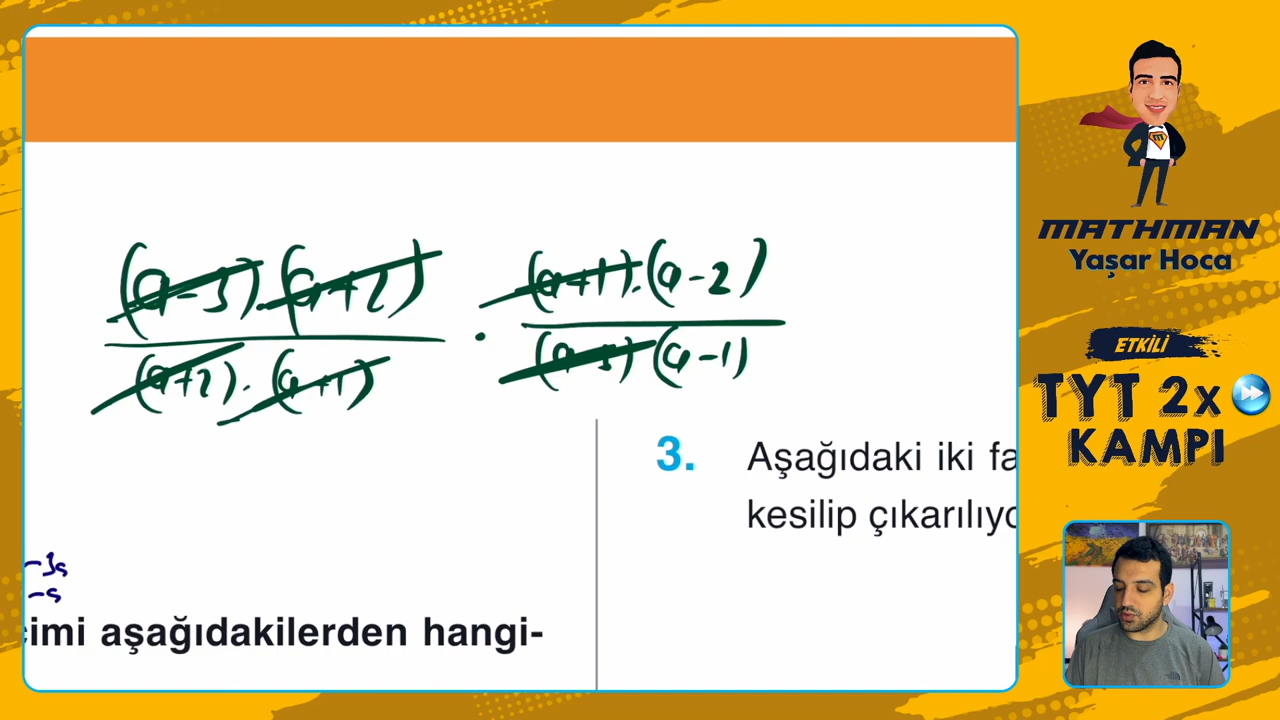 (a-3).(a+2) . (a+1).(a-2)
(a+2).(a+1) (a-3)(a-1)
3. Aşağıdaki iki fa
kesilip çıkarılıyo
imi aşağıdakilerden hangi-
MATHMAN
Yaşar Hoca
ETKİLİ
TYT 2x
KAMPI